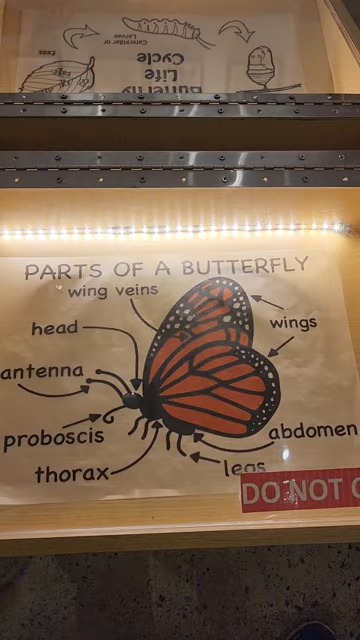 Eggs
Caterpillar or
Larvae
Butterfly
Life
Cycle
PARTS OF A BUTTERFLY
wing veins
head
wings
antenna
proboscis
abdomen
thorax
legs
DO NOT